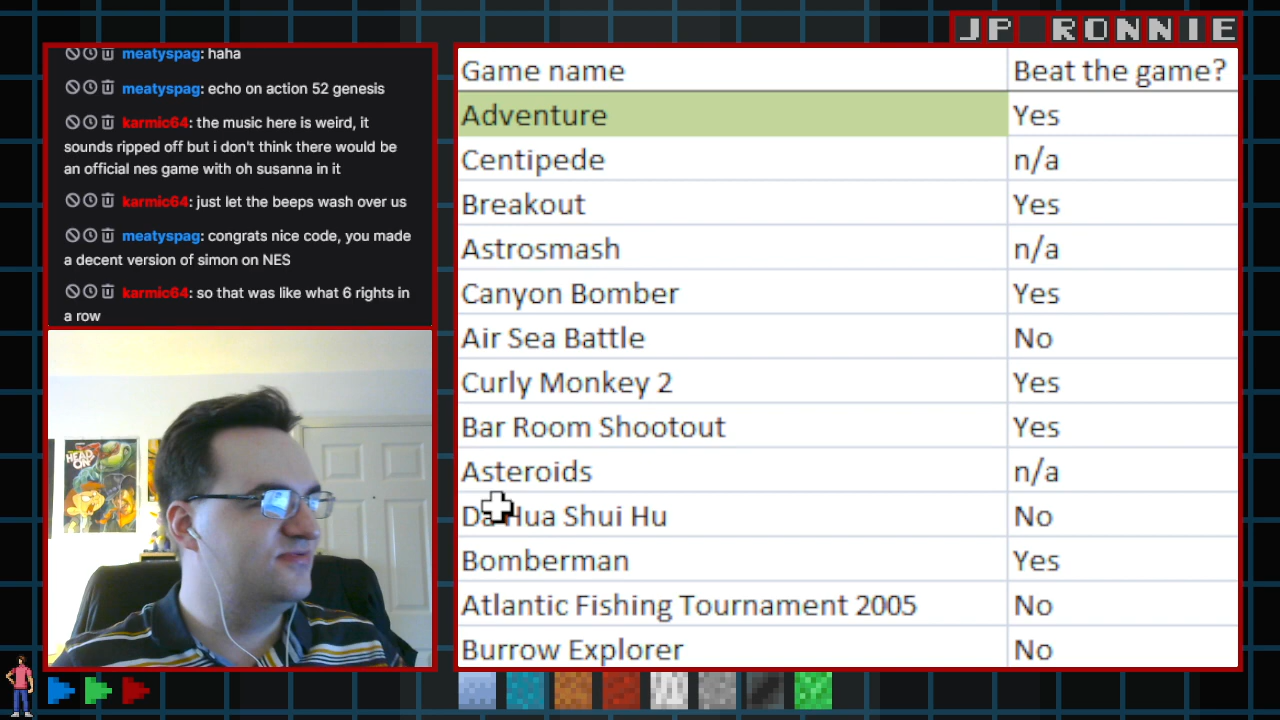 JP RONNIE
meatyspag: haha
meatyspag: echo on action 52 genesis
karmic64: the music here is weird, it
sounds ripped off but i don't think there would be
an official nes game with oh susanna in it
karmic64: just let the beeps wash over us
meatyspag: congrats nice code, you made
a decent version of simon on NES
karmic64: so that was like what 6 rights in
a row
HEAD
ON
Game name Beat the game?
Adventure Yes
Centipede n/a
Breakout Yes
Astrosmash n/a
Canyon Bomber Yes
Air Sea Battle No
Curly Monkey 2 Yes
Bar Room Shootout Yes
Asteroids n/a
Da Hua Shui Hu No
Bomberman Yes
Atlantic Fishing Tournament 2005 No
Burrow Explorer No